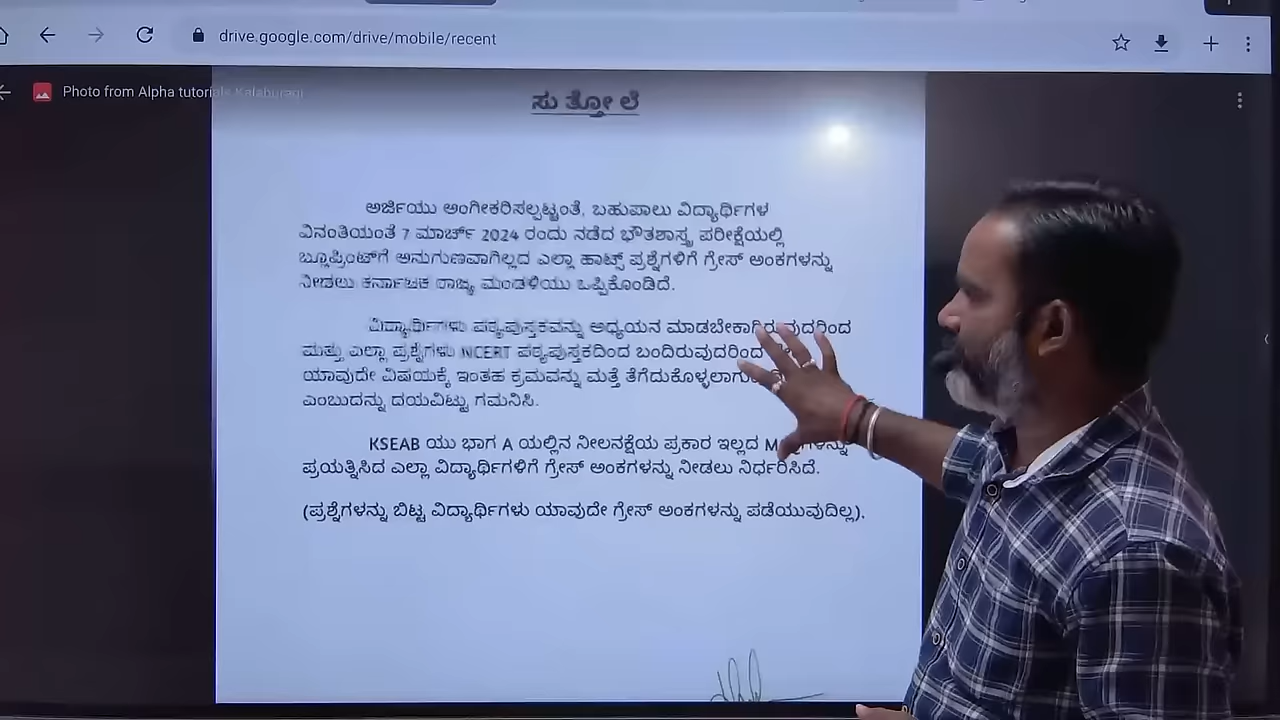 drive.google.com/drive/mobile/recent
Photo from Alpha tutorials Kalaburagi
ಸುತ್ತೋಲೆ
ಅರ್ಜಿಯು ಅಂಗೀಕರಿಸಲ್ಪಟ್ಟಂತೆ, ಬಹುಪಾಲು ವಿದ್ಯಾರ್ಥಿಗಳ
ವಿನಂತಿಯಂತೆ 7 ಮಾರ್ಚ್ 2024 ರಂದು ನಡೆದ ಭೌತಶಾಸ್ತ್ರ ಪರೀಕ್ಷೆಯಲ್ಲಿ
ಬ್ಲೂಪ್ರಿಂಟ್‌ಗೆ ಅನುಗುಣವಾಗಿಲ್ಲದ ಎಲ್ಲಾ ಹಾಟ್ಸ್ ಪ್ರಶ್ನೆಗಳಿಗೆ ಗ್ರೇಸ್ ಅಂಕಗಳನ್ನು
ನೀಡಲು ಕರ್ನಾಟಕ ರಾಜ್ಯ ಮಂಡಳಿಯು ಒಪ್ಪಿಕೊಂಡಿದೆ.
ವಿದ್ಯಾರ್ಥಿಗಳು ಪಠ್ಯಪುಸ್ತಕವನ್ನು ಅಧ್ಯಯನ ಮಾಡಬೇಕಾಗಿರುವುದರಿಂದ
ಮತ್ತು ಎಲ್ಲಾ ಪ್ರಶ್ನೆಗಳು NCERT ಪಠ್ಯಪುಸ್ತಕದಿಂದ ಬಂದಿರುವುದರಿಂದ
ಯಾವುದೇ ವಿಷಯಕ್ಕೆ ಇಂತಹ ಕ್ರಮವನ್ನು ಮತ್ತೆ
ಎಂಬುದನ್ನು ದಯವಿಟ್ಟು ಗಮನಿಸಿ.
KSEAB ಯು ಭಾಗ A ಯಲ್ಲಿನ ನೀಲನಕ್ಷೆಯ ಪ್ರಕಾರ ಇಲ್ಲದ
ಪ್ರಯತ್ನಿಸಿದ ಎಲ್ಲಾ ವಿದ್ಯಾರ್ಥಿಗಳಿಗೆ ಗ್ರೇಸ್ ಅಂಕಗಳನ್ನು ನೀಡಲು ನಿರ್ಧರಿಸಿದೆ.
(ಪ್ರಶ್ನೆಗಳನ್ನು ಬಿಟ್ಟ ವಿದ್ಯಾರ್ಥಿಗಳು ಯಾವುದೇ ಗ್ರೇಸ್ ಅಂಕಗಳನ್ನು ಪಡೆಯುವುದಿಲ್ಲ).